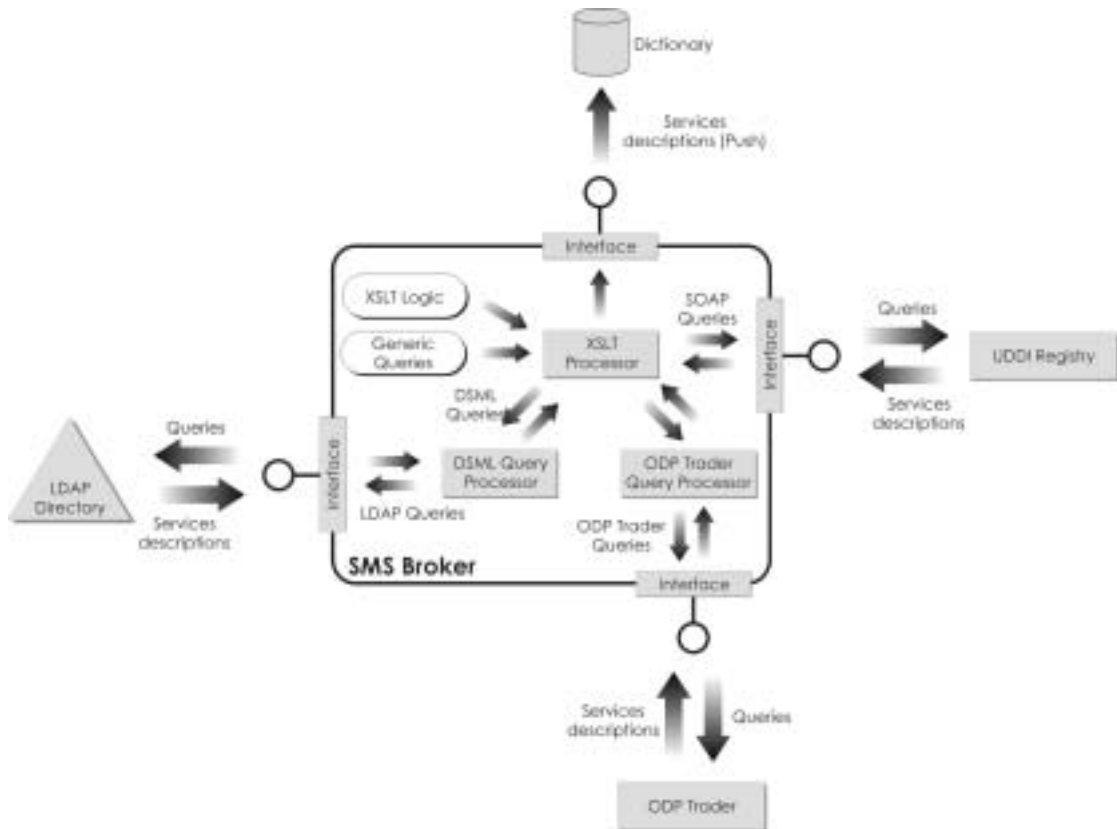 Dictionary
Services
descriptions (Push)
Interface
XSLT Logic
Generic
Queries
XSLT
Processor
SOAP
Queries
Interface
Queries
UDDI Registry
Services
descriptions
DSML
Queries
Queries
LDAP
Directory
Services
descriptions
Interface
DSML Query
Processor
LDAP Queries
ODP Trader
Query Processor
ODP Trader
Queries
SMS Broker
Interface
Services
descriptions
Queries
ODP Trader